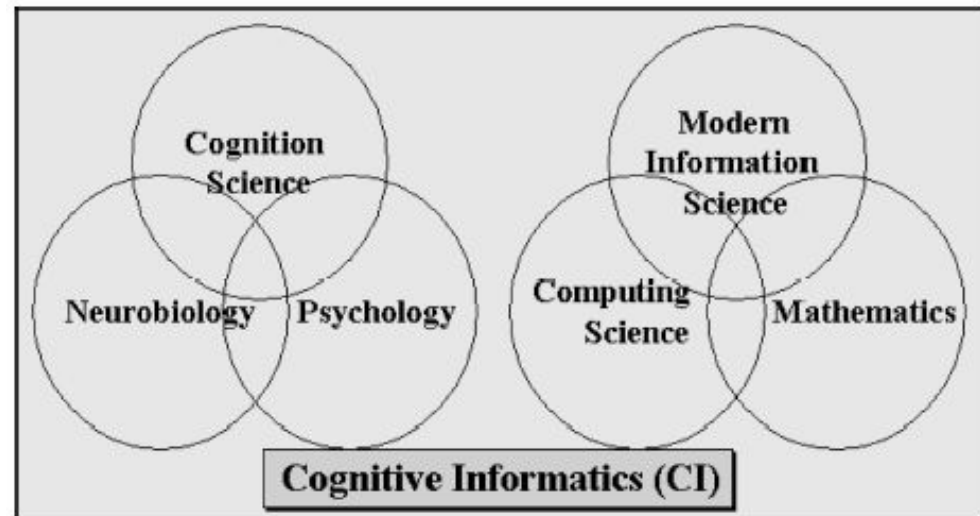 Cognition
Science
Modern
Information
Science
Neurobiology
Psychology
Computing
Science
Mathematics
Cognitive Informatics (CI)